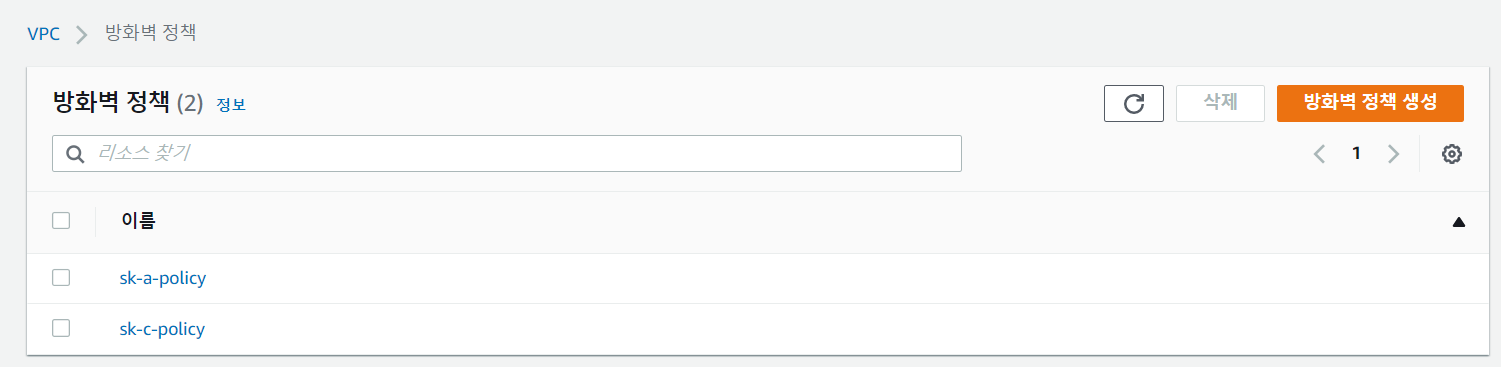 VPC > 방화벽 정책
방화벽 정책 (2) 정보
삭제
방화벽 정책 생성
리소스 찾기
1
이름
sk-a-policy
sk-c-policy